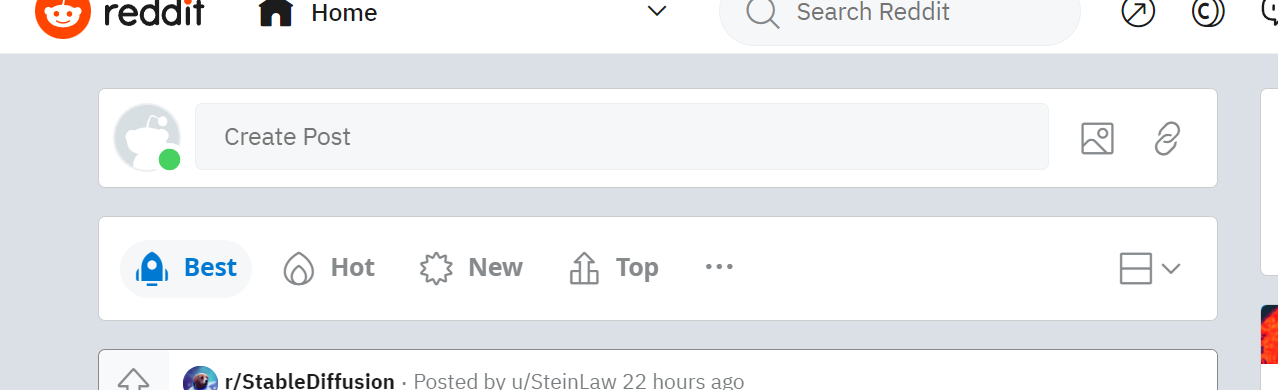 reddit Home Search Reddit
Create Post
Best Hot New Top
r/StableDiffusion · Posted by u/SteinLaw 22 hours ago